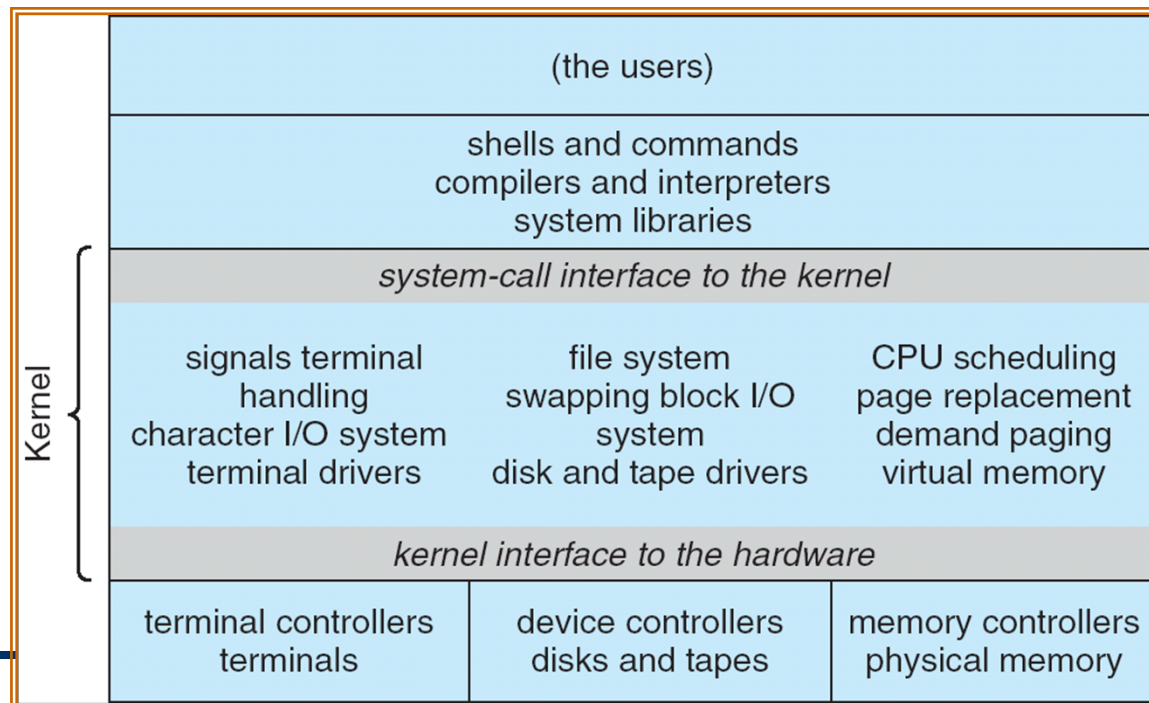 (the users)
shells and commands
compilers and interpreters
system libraries
Kernel
system-call interface to the kernel
signals terminal
handling
character I/O system
terminal drivers
file system
swapping block I/O
system
disk and tape drivers
CPU scheduling
page replacement
demand paging
virtual memory
kernel interface to the hardware
terminal controllers
terminals
device controllers
disks and tapes
memory controllers
physical memory